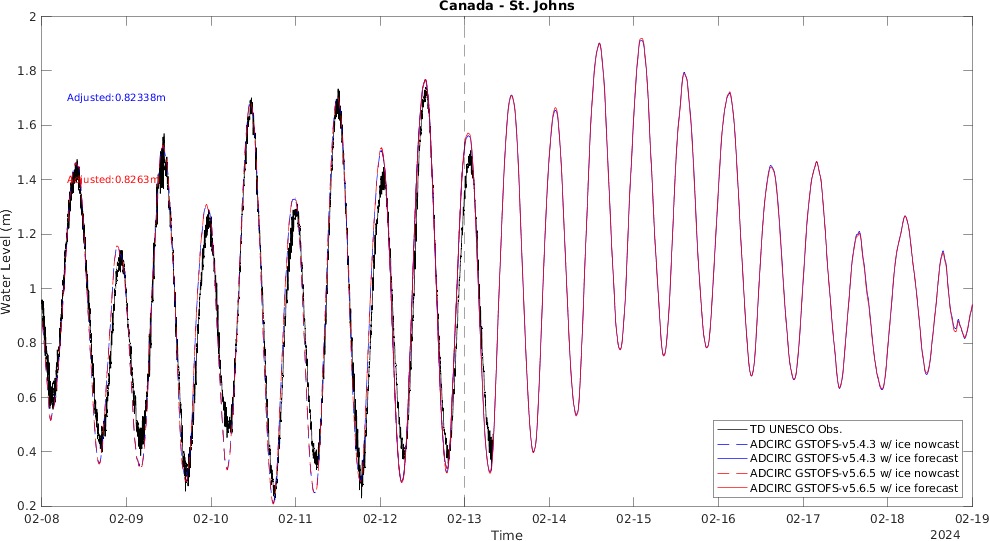 Canada - St. Johns
2
1.8
1.6
1.4
1.2
1
0.8
0.6
0.4
0.2
Water Level (m)
Adjusted:0.82338m
Adjusted:0.8263m
TD UNESCO Obs.
ADCIRC GSTOFS-v5.4.3 w/ ice nowcast
ADCIRC GSTOFS-v5.4.3 w/ ice forecast
ADCIRC GSTOFS-v5.6.5 w/ ice nowcast
ADCIRC GSTOFS-v5.6.5 w/ ice forecast
02-08 02-09 02-10 02-11 02-12 02-13 02-14 02-15 02-16 02-17 02-18 02-19
Time
2024